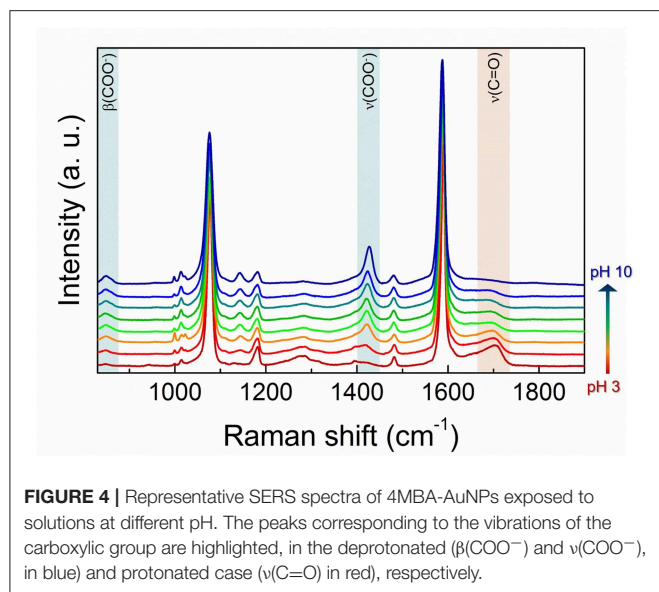 β(COO⁻)
ν(COO⁻)
ν(C=O)
Intensity (a. u.)
pH 10
pH 3
1000 1200 1400 1600 1800
Raman shift (cm⁻¹)
FIGURE 4 | Representative SERS spectra of 4MBA-AuNPs exposed to
solutions at different pH. The peaks corresponding to the vibrations of the
carboxylic group are highlighted, in the deprotonated (β(COO⁻) and ν(COO⁻),
in blue) and protonated case (ν(C=O) in red), respectively.